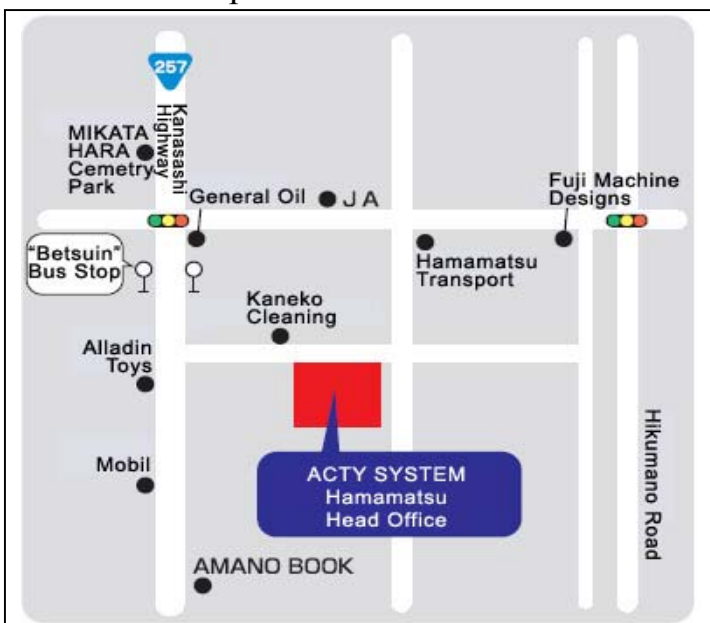 257
Kanasashi
Highway
MIKATA
HARA
Cemetry
Park
General Oil
JA
Fuji Machine
Designs
"Betsuin"
Bus Stop
Hamamatsu
Transport
Kaneko
Cleaning
Alladin
Toys
Mobil
ACTY SYSTEM
Hamamatsu
Head Office
Hikumano Road
AMANO BOOK